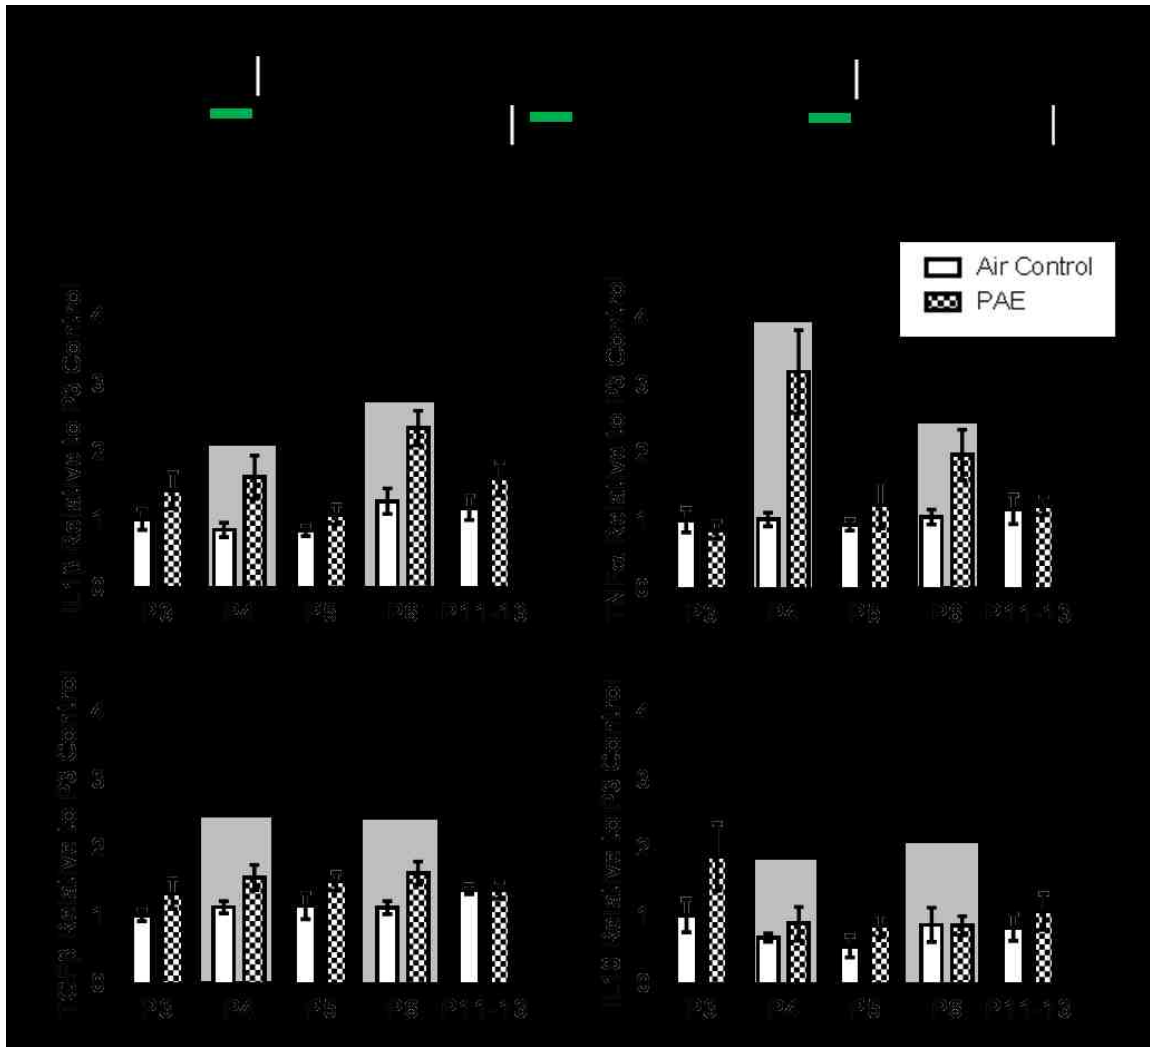 Air Control
PAE
IL1β Relative to P3 Control
4
3
2
1
0
P3 P4 P5 P8 P11-13
TNFα Relative to P3 Control
4
3
2
1
0
P3 P4 P5 P8 P11-13
Relative to P3 Control
4
3
2
1
0
P3 P4 P5 P8 P11-13
IL10 Relative to P3 Control
4
3
2
1
0
P3 P4 P5 P8 P11-13